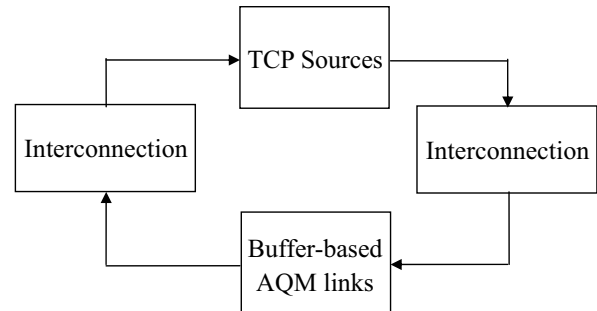 TCP Sources
Interconnection
Interconnection
Buffer-based
AQM links